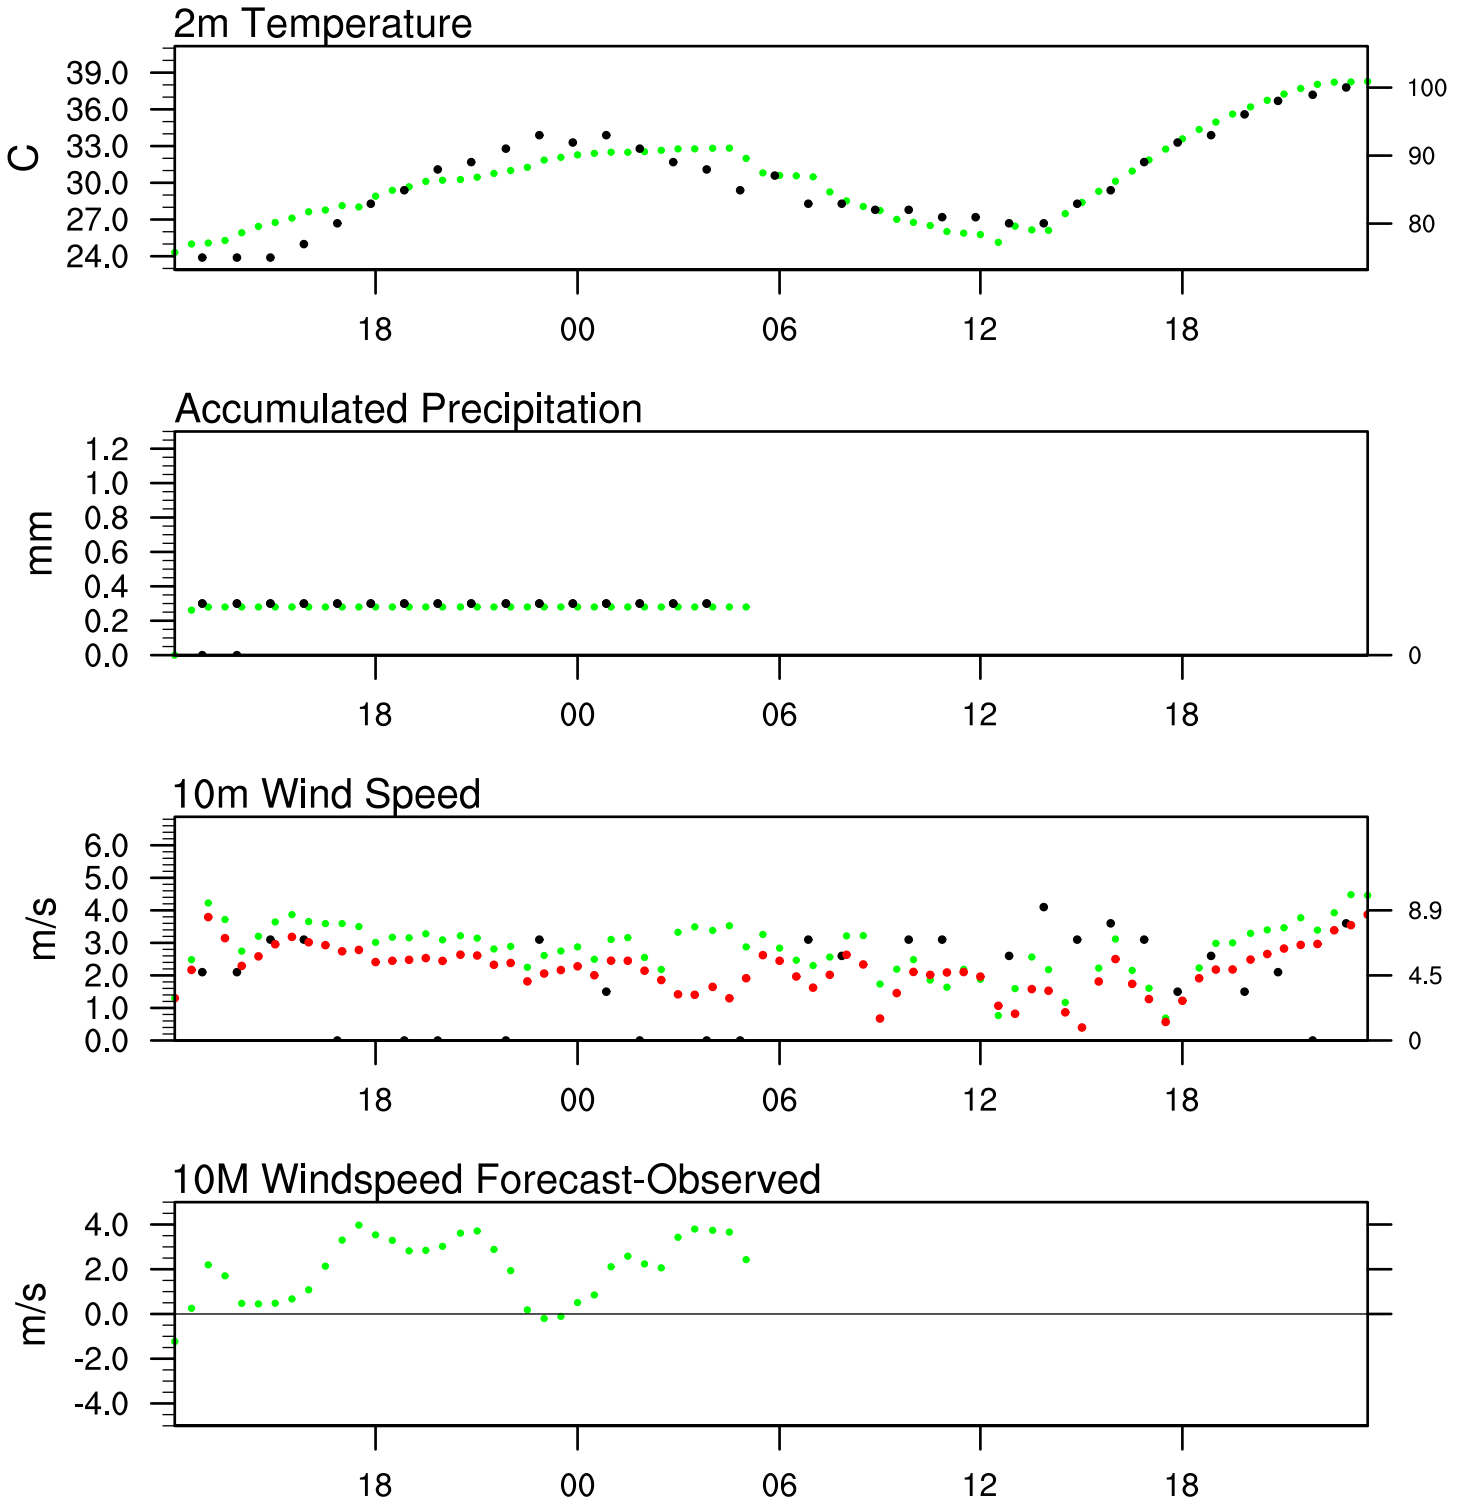 2m Temperature
39.0
36.0
33.0
30.0
27.0
24.0
C
100
90
80
18 00 06 12 18
Accumulated Precipitation
1.2
1.0
0.8
0.6
0.4
0.2
0.0
mm
0
18 00 06 12 18
10m Wind Speed
6.0
5.0
4.0
3.0
2.0
1.0
0.0
m/s
8.9
4.5
0
18 00 06 12 18
10M Windspeed Forecast-Observed
4.0
2.0
0.0
-2.0
-4.0
m/s
18 00 06 12 18